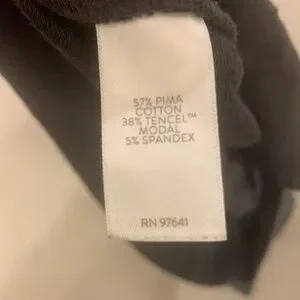 57% PIMA
COTTON
38% TENCEL™
MODAL
5% SPANDEX
RN 97641